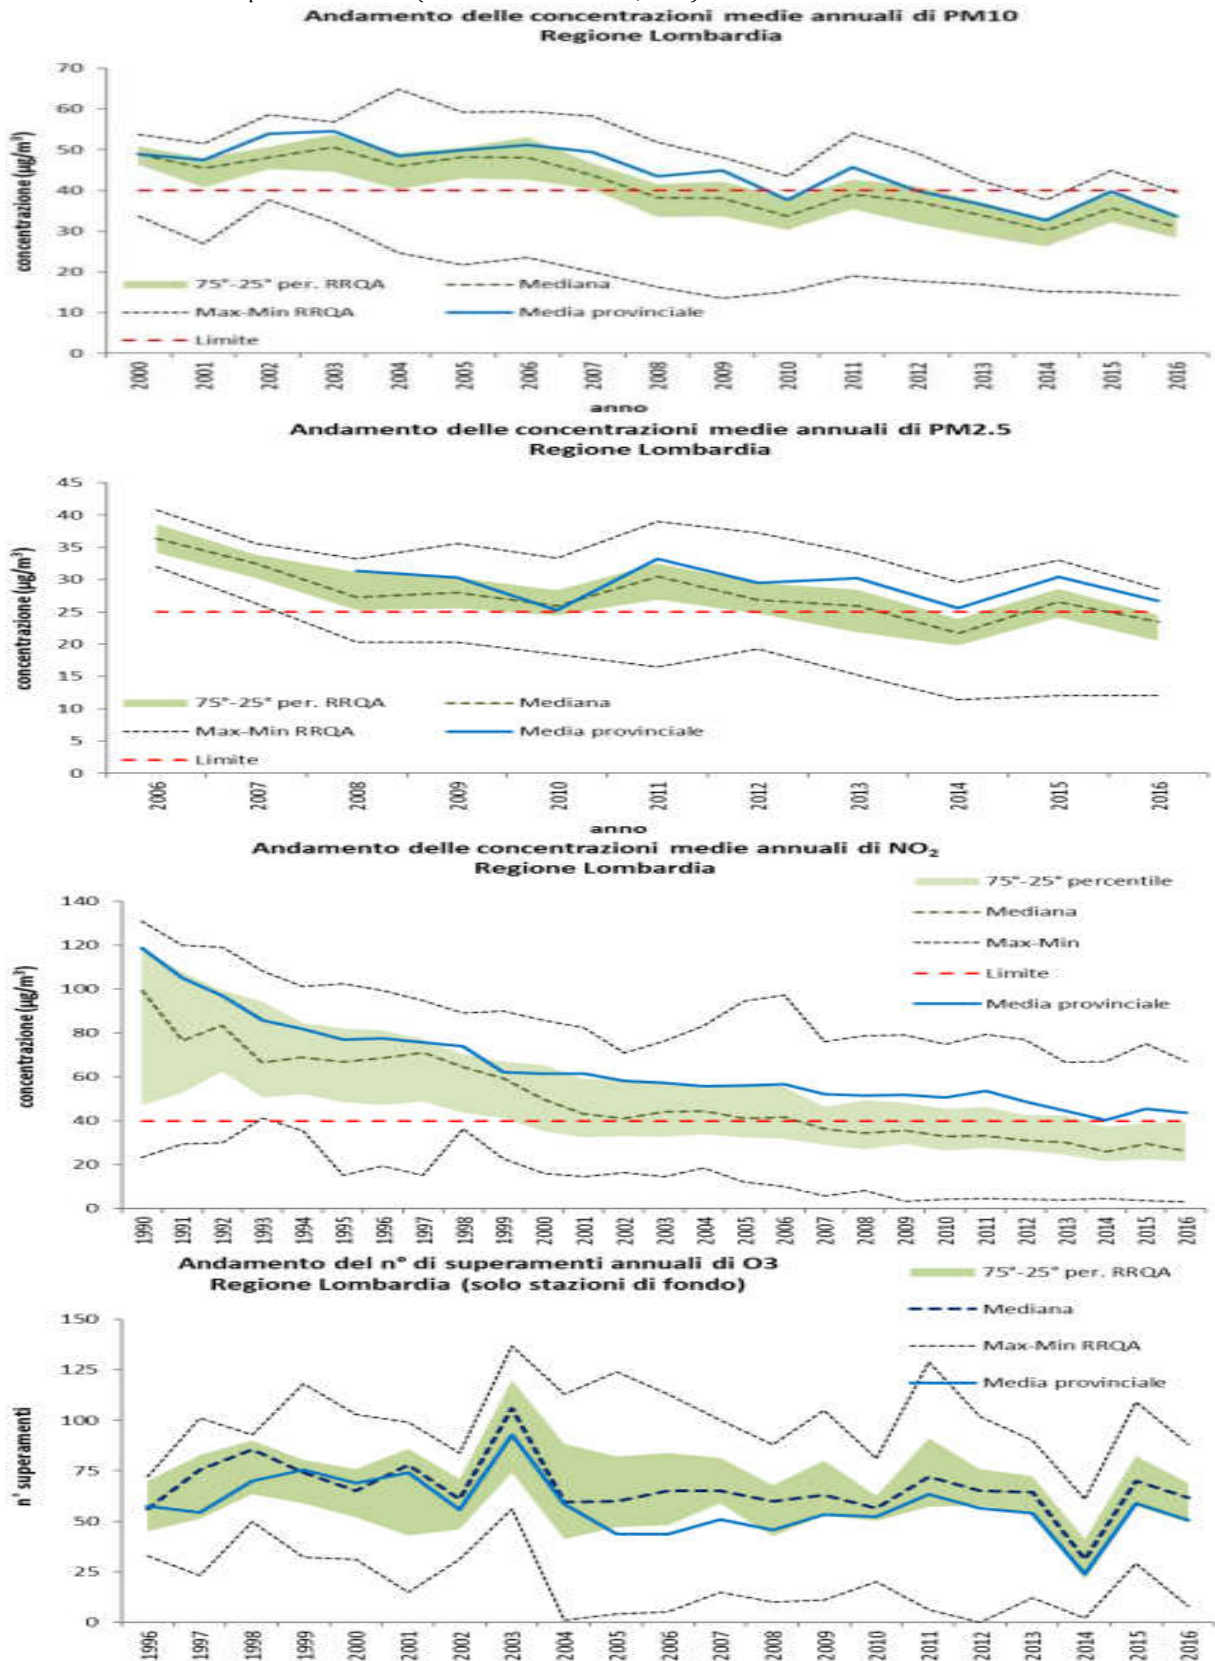 Andamento delle concentrazioni medie annuali di PM10
Regione Lombardia
concentrazione (µg/m³)
70
60
50
40
30
20
10
0
75°-25° per. RRQA
Mediana
Max-Min RRQA
Media provinciale
Limite
2000 2001 2002 2003 2004 2005 2006 2007 2008 2009 2010 2011 2012 2013 2014 2015 2016
anno
Andamento delle concentrazioni medie annuali di PM2.5
Regione Lombardia
concentrazione (µg/m³)
45
40
35
30
25
20
15
10
5
0
75°-25° per. RRQA
Mediana
Max-Min RRQA
Media provinciale
Limite
2006 2007 2008 2009 2010 2011 2012 2013 2014 2015 2016
anno
Andamento delle concentrazioni medie annuali di NO₂
Regione Lombardia
75°-25° percentile
Mediana
Max-Min
Limite
Media provinciale
concentrazione (µg/m³)
140
120
100
80
60
40
20
0
1990 1991 1992 1993 1994 1995 1996 1997 1998 1999 2000 2001 2002 2003 2004 2005 2006 2007 2008 2009 2010 2011 2012 2013 2014 2015 2016
Andamento del n° di superamenti annuali di O3
Regione Lombardia (solo stazioni di fondo)
75°-25° per. RRQA
Mediana
Max-Min RRQA
Media provinciale
n° superamenti
150
125
100
75
50
25
0
1996 1997 1998 1999 2000 2001 2002 2003 2004 2005 2006 2007 2008 2009 2010 2011 2012 2013 2014 2015 2016